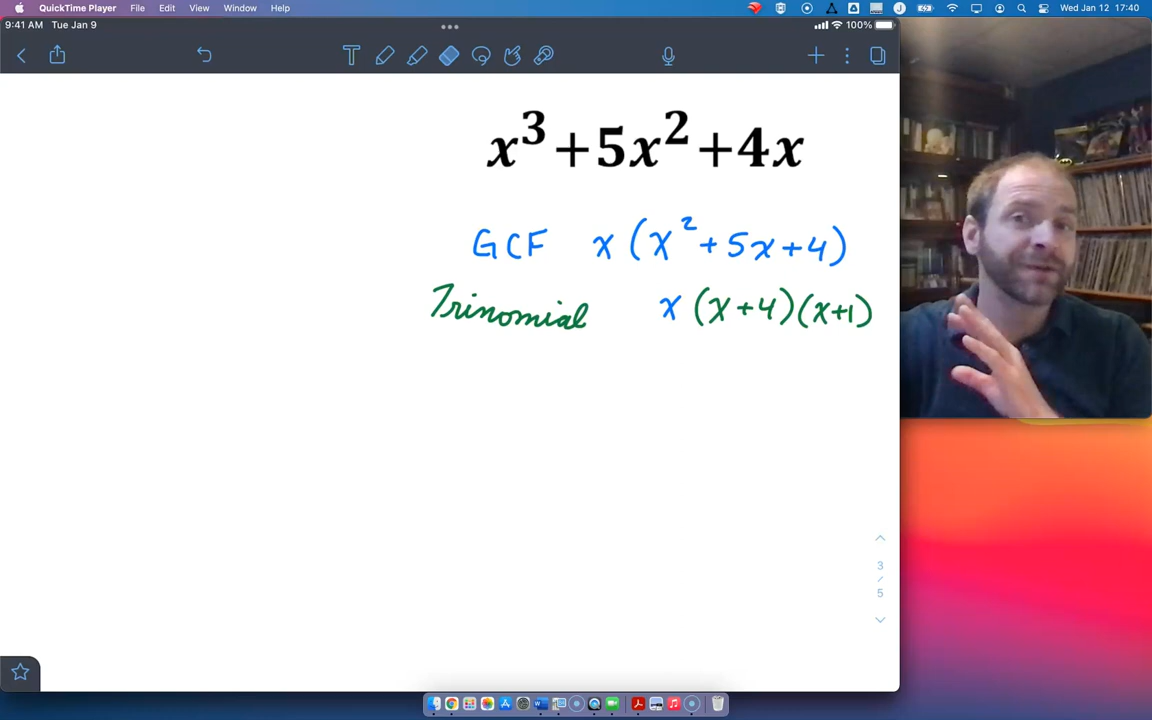 QuickTime Player File Edit View Window Help Wed Jan 12 17:40
9:41 AM Tue Jan 9 100%
x³+5x²+4x
GCF x(x²+5x+4)
Trinomial x(x+4)(x+1)
3
/
5